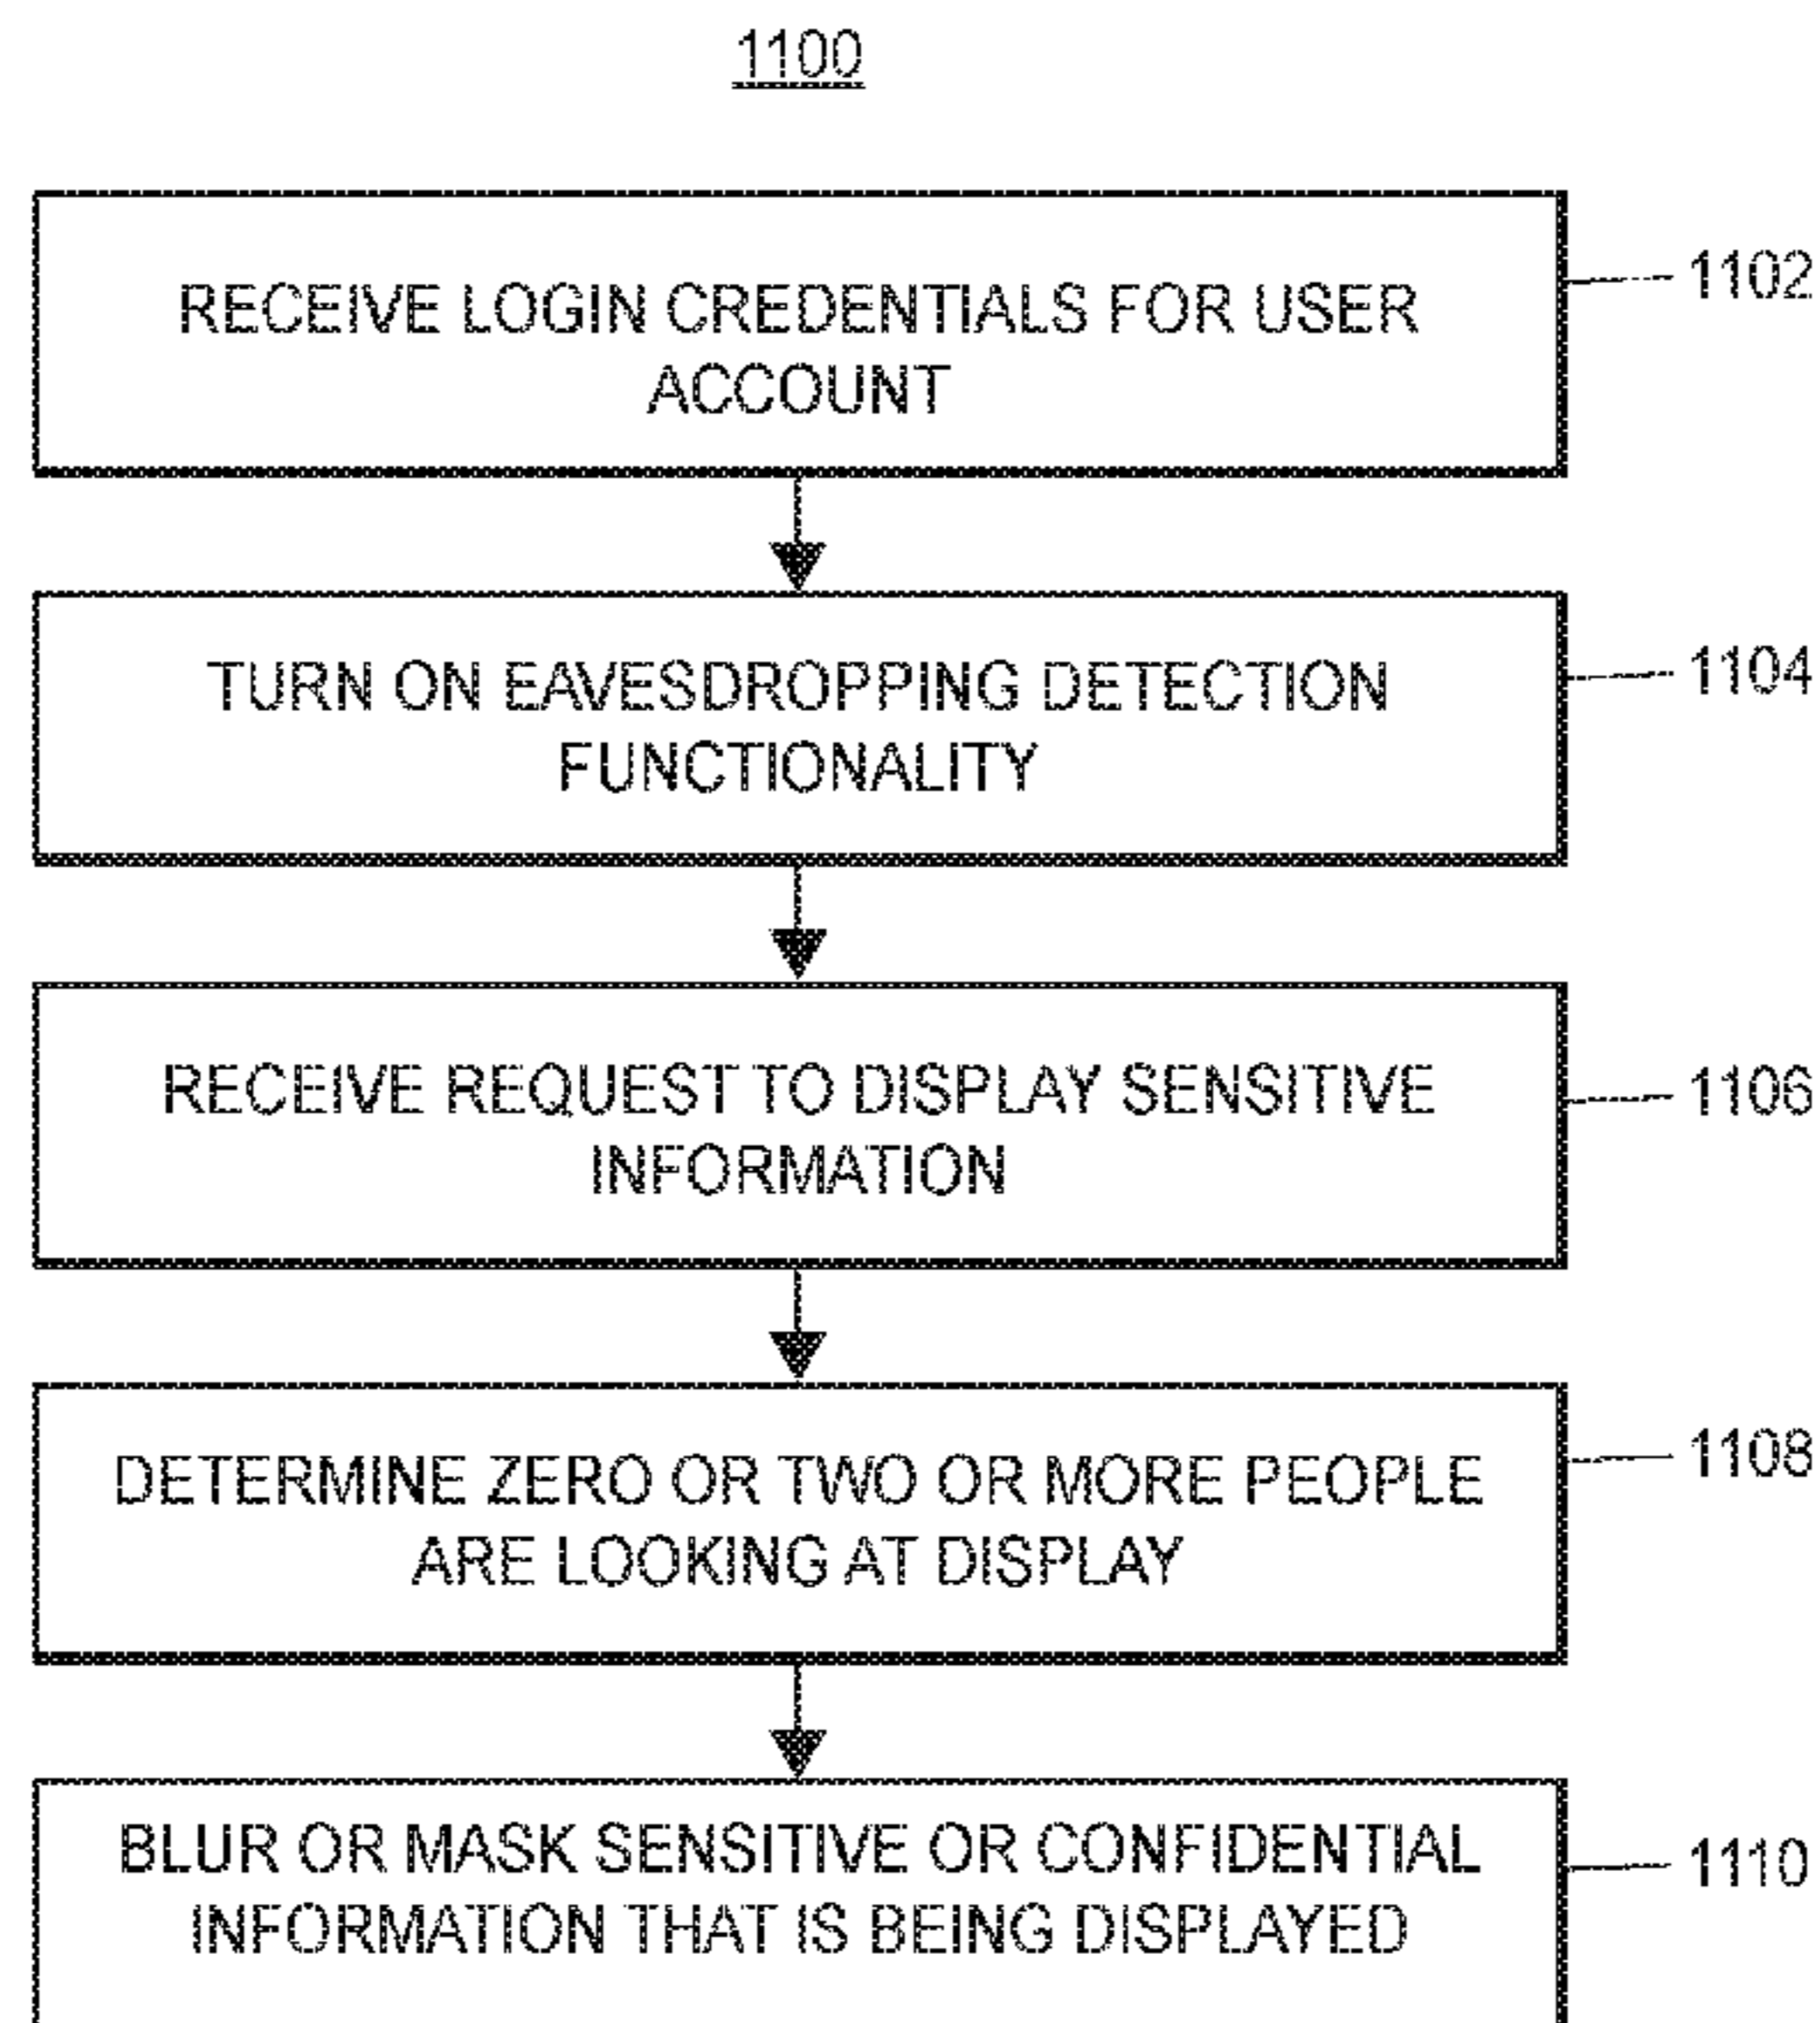 1100
RECEIVE LOGIN CREDENTIALS FOR USER
ACCOUNT
1102
TURN ON EAVESDROPPING DETECTION
FUNCTIONALITY
1104
RECEIVE REQUEST TO DISPLAY SENSITIVE
INFORMATION
1106
DETERMINE ZERO OR TWO OR MORE PEOPLE
ARE LOOKING AT DISPLAY
1108
BLUR OR MASK SENSITIVE OR CONFIDENTIAL
INFORMATION THAT IS BEING DISPLAYED
1110